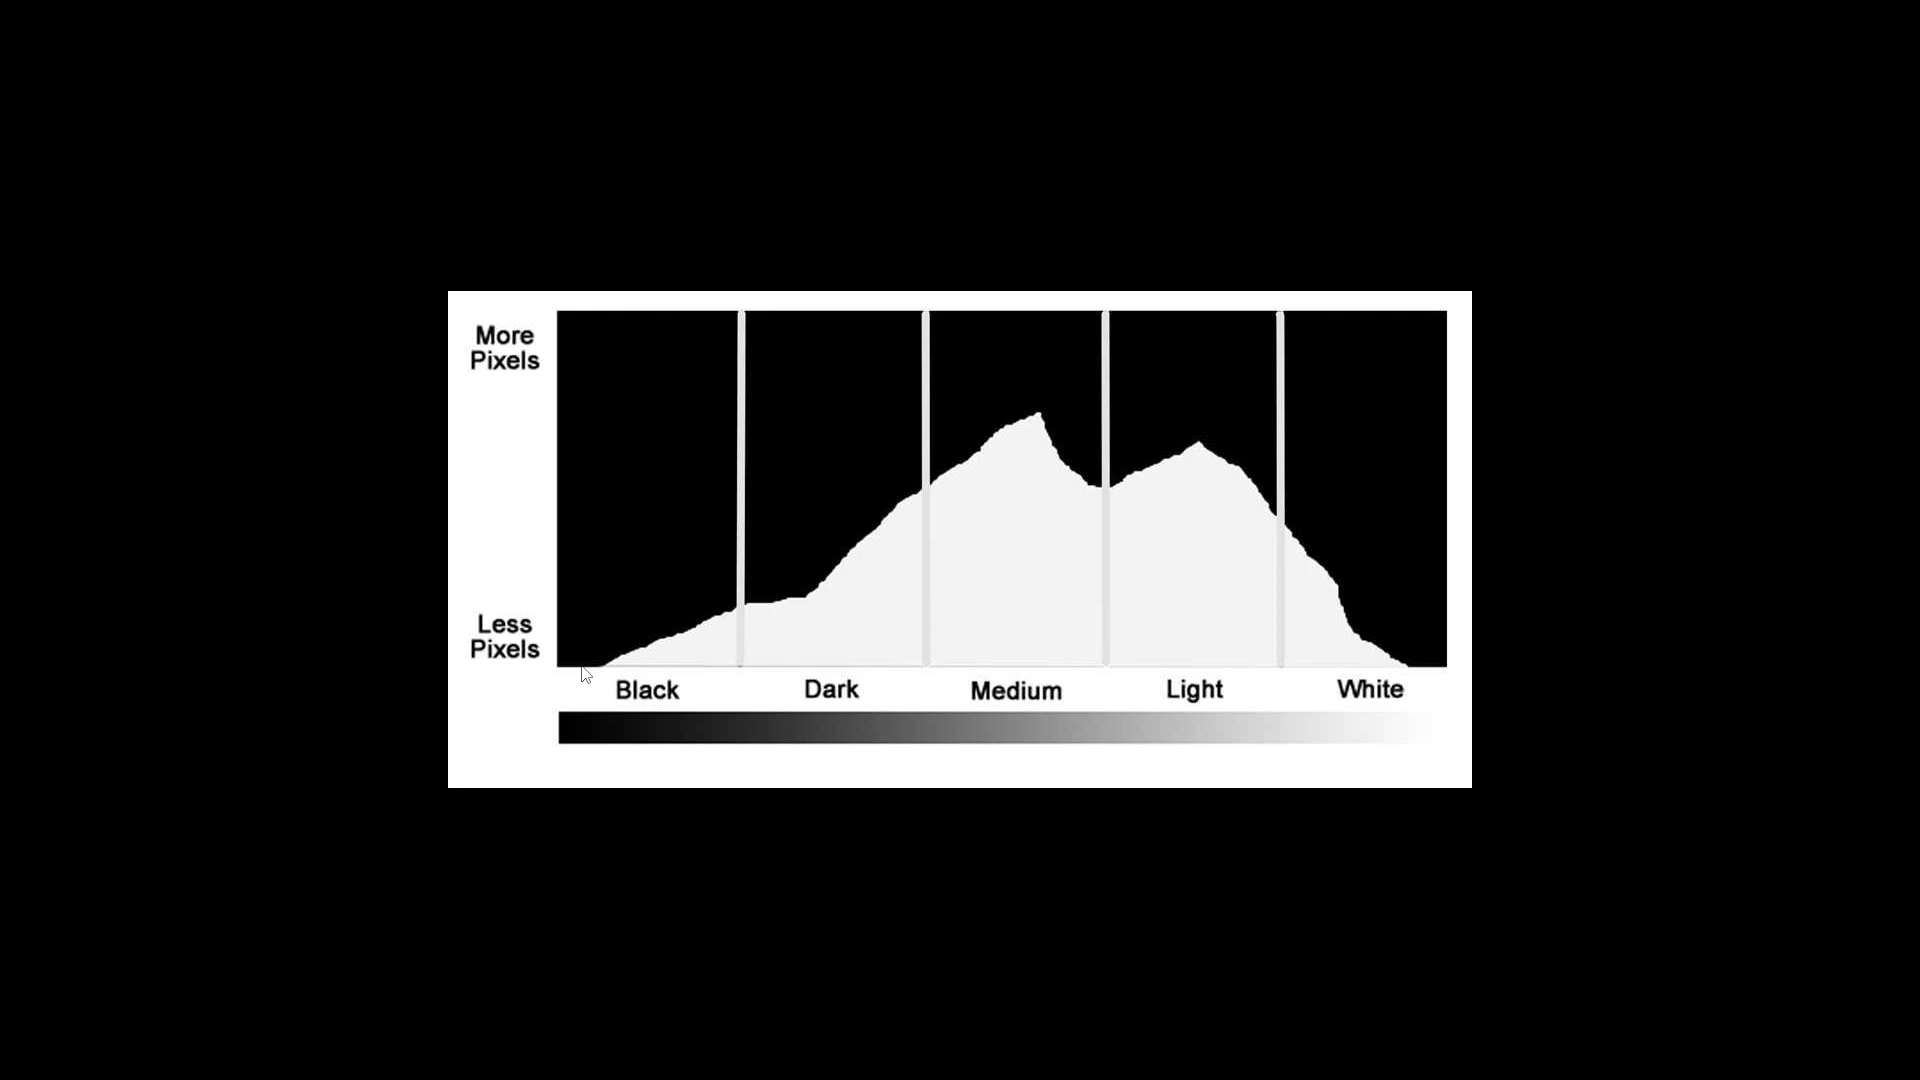 More
Pixels
Less
Pixels
Black
Dark
Medium
Light
White